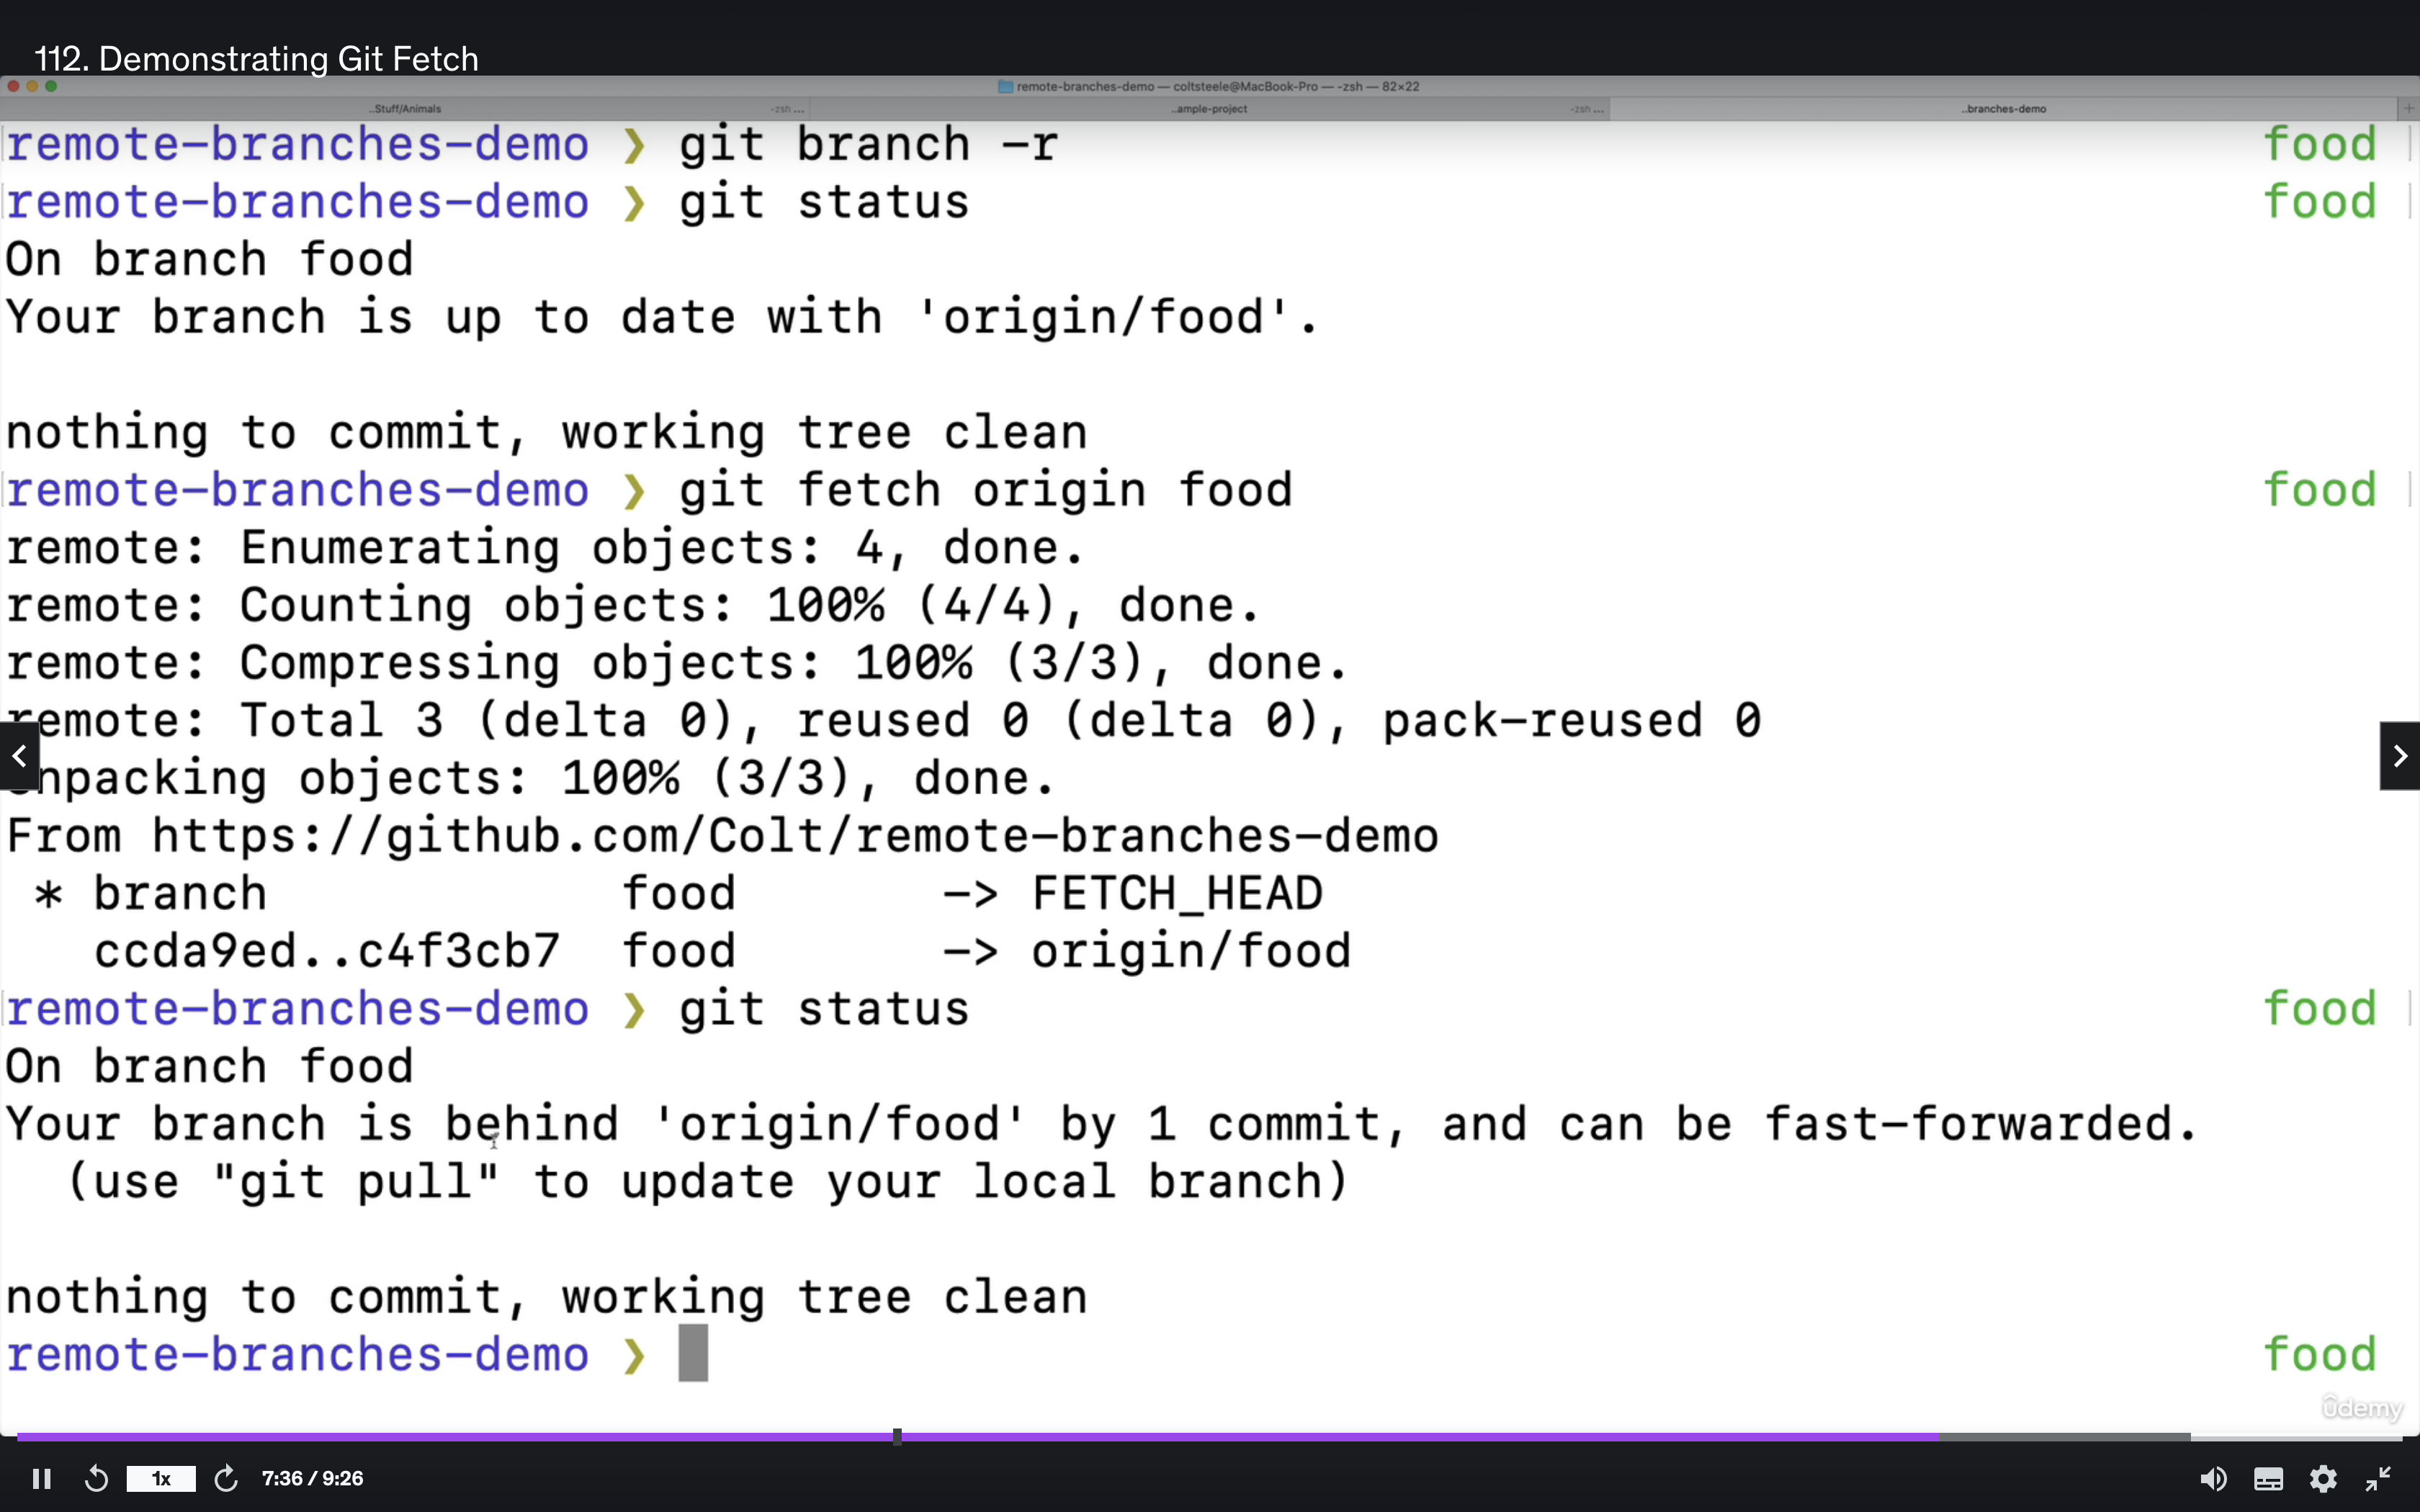 112. Demonstrating Git Fetch
remote-branches-demo — coltsteele@MacBook-Pro — -zsh — 82×22
..Stuff/Animals -zsh ... ..ample-project -zsh ... ..branches-demo +
remote-branches-demo ❯ git branch -r food
remote-branches-demo ❯ git status food
On branch food
Your branch is up to date with 'origin/food'.
nothing to commit, working tree clean
remote-branches-demo ❯ git fetch origin food food
remote: Enumerating objects: 4, done.
remote: Counting objects: 100% (4/4), done.
remote: Compressing objects: 100% (3/3), done.
remote: Total 3 (delta 0), reused 0 (delta 0), pack-reused 0
npacking objects: 100% (3/3), done.
From https://github.com/Colt/remote-branches-demo
* branch food -> FETCH_HEAD
ccda9ed..c4f3cb7 food -> origin/food
remote-branches-demo ❯ git status food
On branch food
Your branch is behind 'origin/food' by 1 commit, and can be fast-forwarded.
(use "git pull" to update your local branch)
nothing to commit, working tree clean
remote-branches-demo ❯ food
ûdemy
1x 7:36 / 9:26